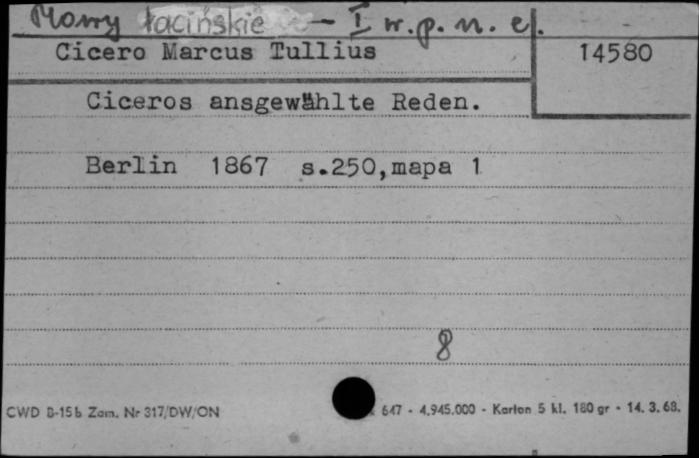 Mowy łacińskie – I w.p.n.e.
Cicero Marcus Tullius
14580
Ciceros ansgewählte Reden.
Berlin 1867 s.250,mapa 1
8
CWD B-15b Zam. Nr 317/DW/ON
647 - 4.945.000 - Karton 5 kl. 180 gr - 14. 3. 68.